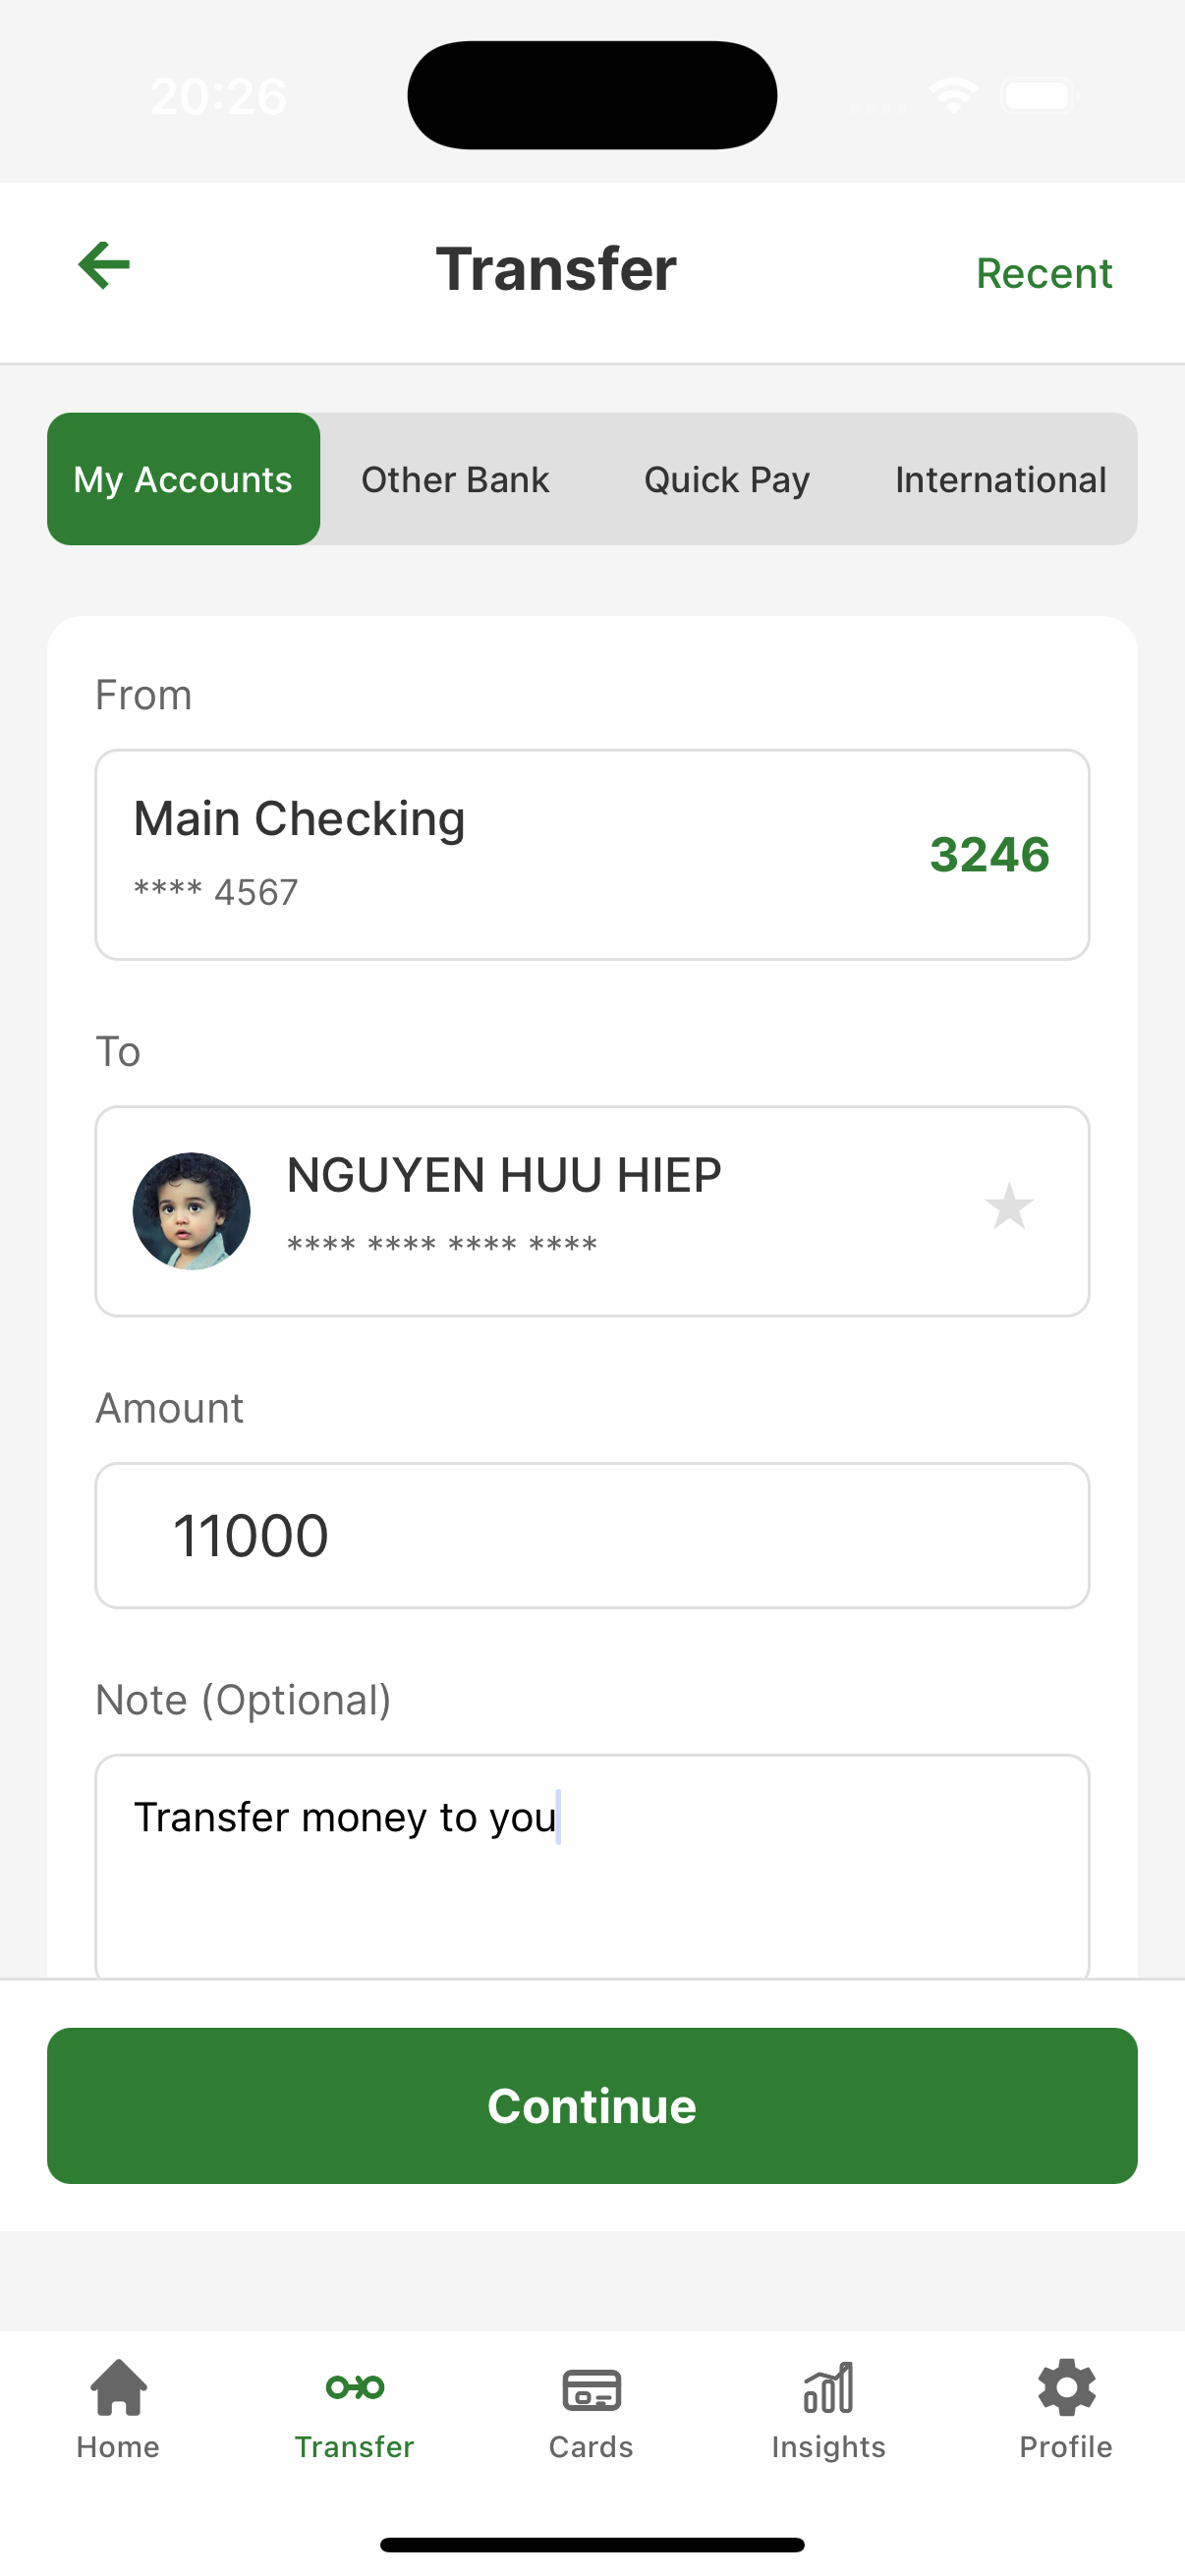 20:26
Transfer
Recent
My Accounts
Other Bank
Quick Pay
International
From
Main Checking
**** 4567
3246
To
NGUYEN HUU HIEP
**** **** **** ****
Amount
11000
Note (Optional)
Transfer money to you
Continue
Home
Transfer
Cards
Insights
Profile